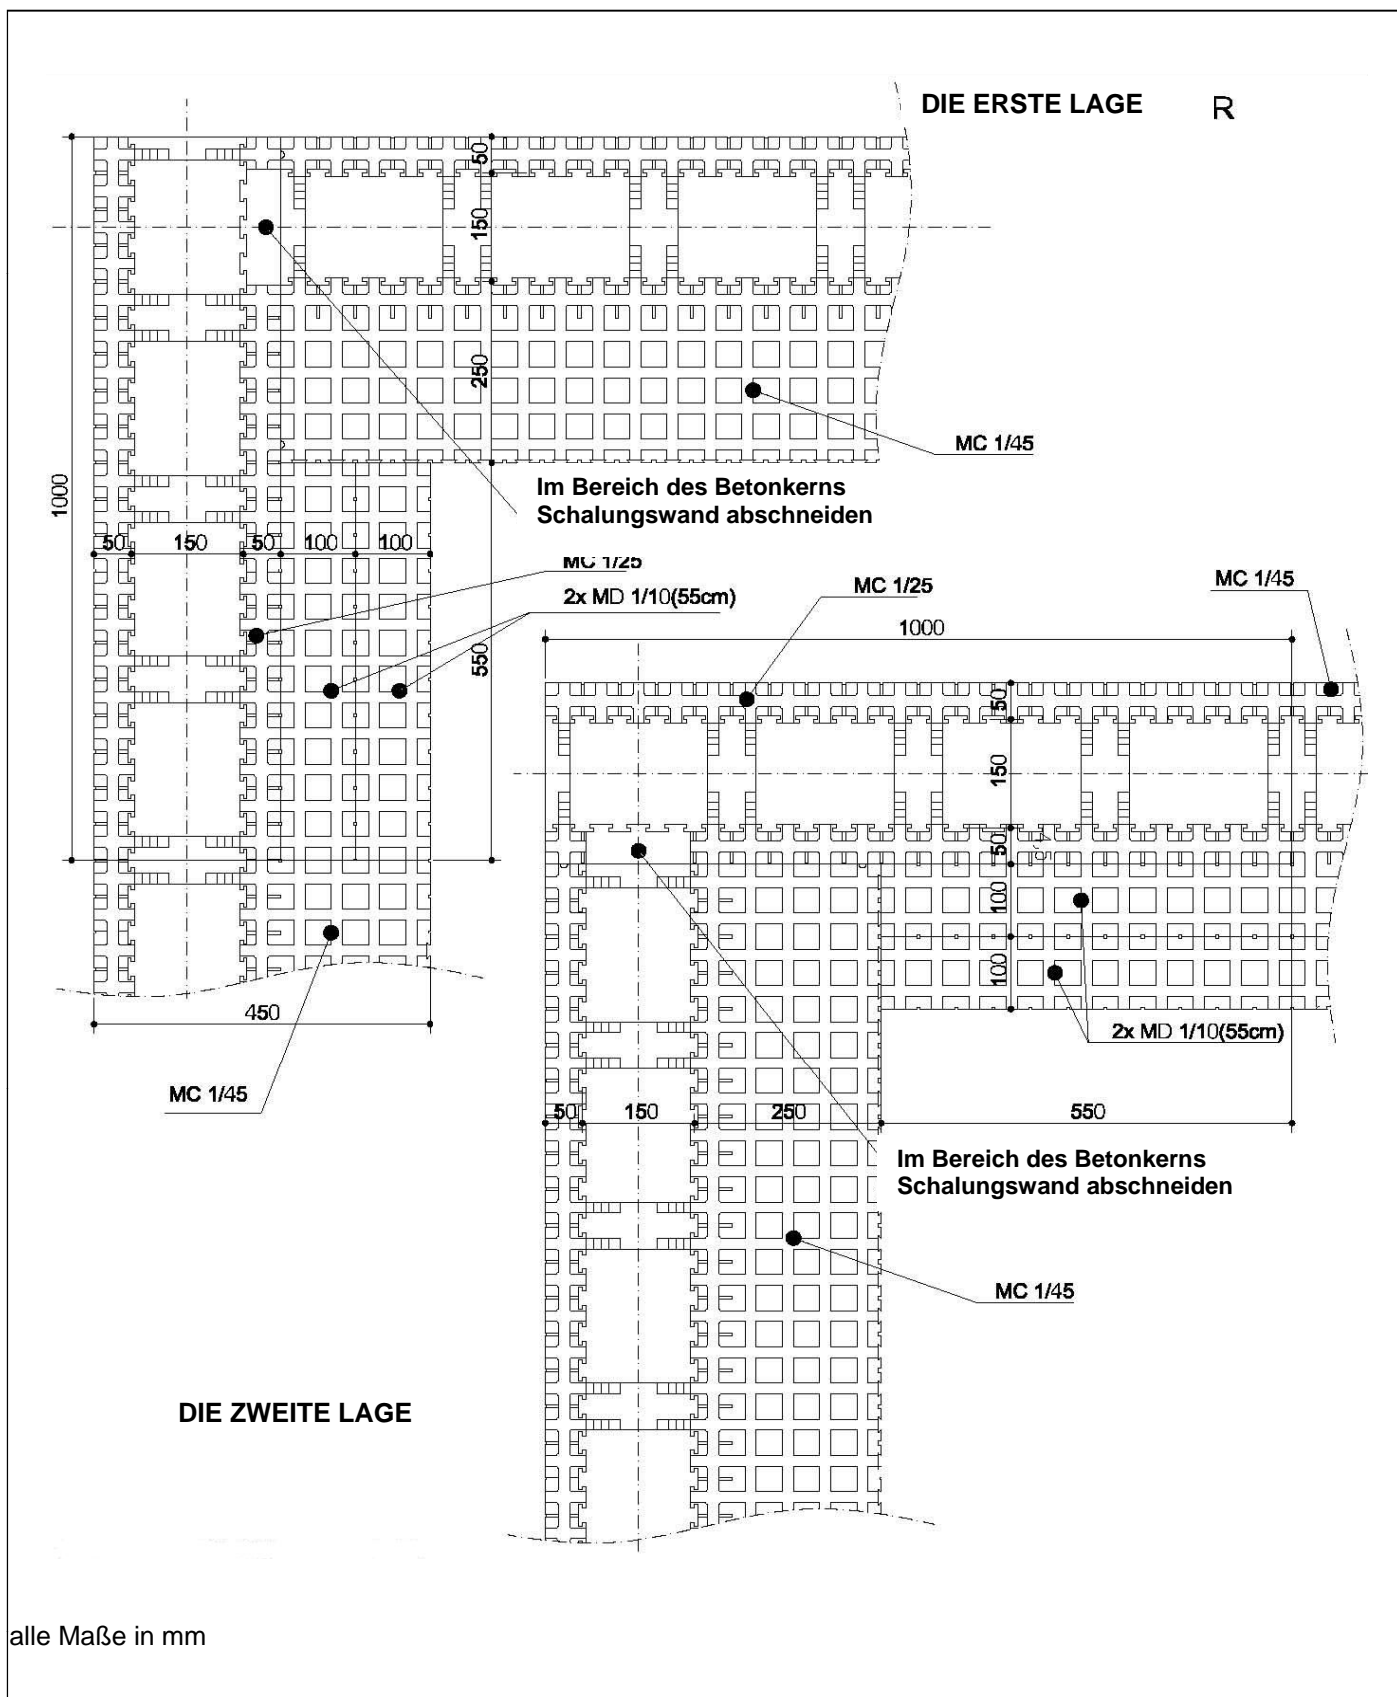 DIE ERSTE LAGE R
50
150
250
1000
MC 1/45
Im Bereich des Betonkerns
Schalungswand abschneiden
50 150 50 100 100
MC 1/25
2x MD 1/10(55cm)
550
450
MC 1/45
MC 1/25
MC 1/45
1000
50
150
50
100
100
2x MD 1/10(55cm)
50 150 250 550
Im Bereich des Betonkerns
Schalungswand abschneiden
MC 1/45
DIE ZWEITE LAGE
alle Maße in mm